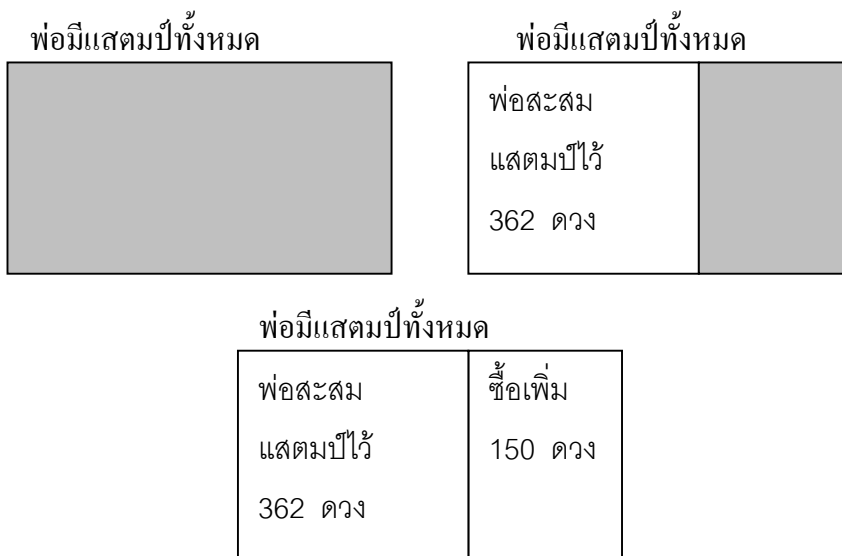 พ่อมีแสตมป์ทั้งหมด
พ่อมีแสตมป์ทั้งหมด
พ่อสะสม
แสตมป์ไว้
362 ดวง
พ่อมีแสตมป์ทั้งหมด
พ่อสะสม
แสตมป์ไว้
362 ดวง
ซื้อเพิ่ม
150 ดวง